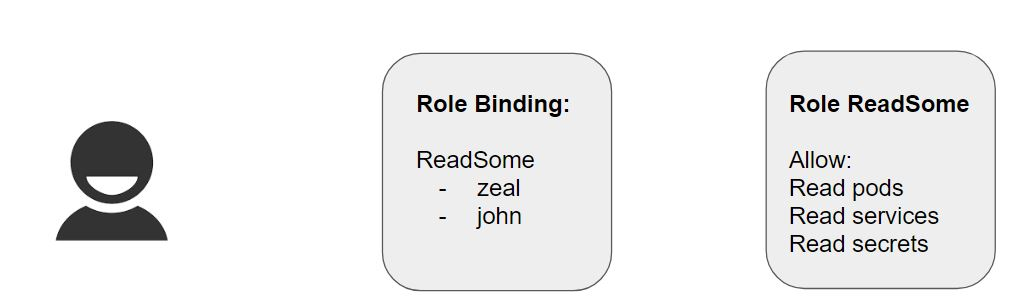 Role Binding:
ReadSome
- zeal
- john
Role ReadSome
Allow:
Read pods
Read services
Read secrets